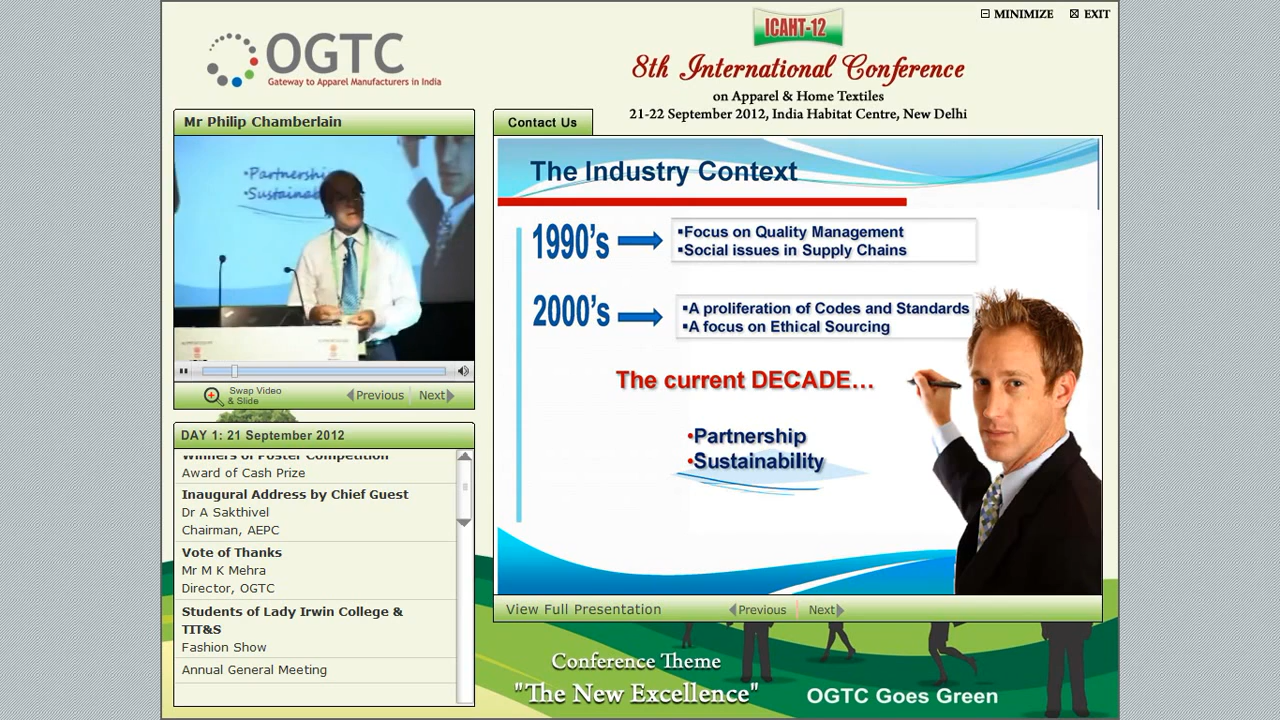 MINIMIZE
EXIT
ICAHT-12
OGTC
Gateway to Apparel Manufacturers in India
8th International Conference
on Apparel & Home Textiles
21-22 September 2012, India Habitat Centre, New Delhi
Mr Philip Chamberlain
Contact Us
•Partnershi
•Sustainab
Swap Video
& Slide
Previous
Next
The Industry Context
1990's
▪Focus on Quality Management
▪Social issues in Supply Chains
2000's
▪A proliferation of Codes and Standards
▪A focus on Ethical Sourcing
The current DECADE...
•Partnership
•Sustainability
View Full Presentation
Previous
Next
DAY 1: 21 September 2012
Winners of Poster Competition
Award of Cash Prize
Inaugural Address by Chief Guest
Dr A Sakthivel
Chairman, AEPC
Vote of Thanks
Mr M K Mehra
Director, OGTC
Students of Lady Irwin College &
TIT&S
Fashion Show
Annual General Meeting
Conference Theme
"The New Excellence"
OGTC Goes Green